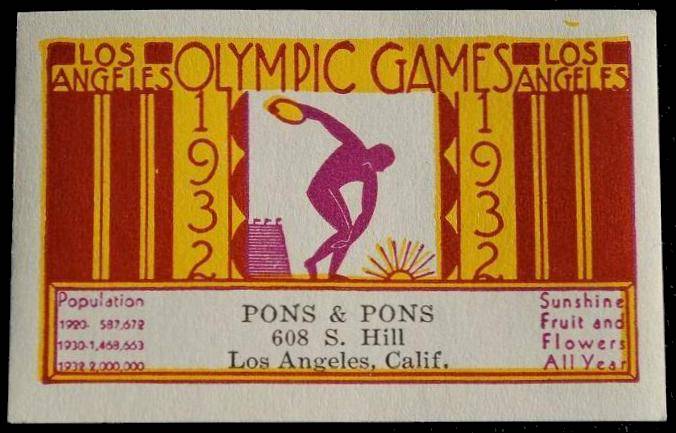 LOS ANGELES
OLYMPIC GAMES
LOS ANGELES
1932
1932
Population
1920- 587,672
1930-1,468,663
1932 2,000,000
PONS & PONS
608 S. Hill
Los Angeles, Calif.
Sunshine
Fruit and
Flowers
All Year